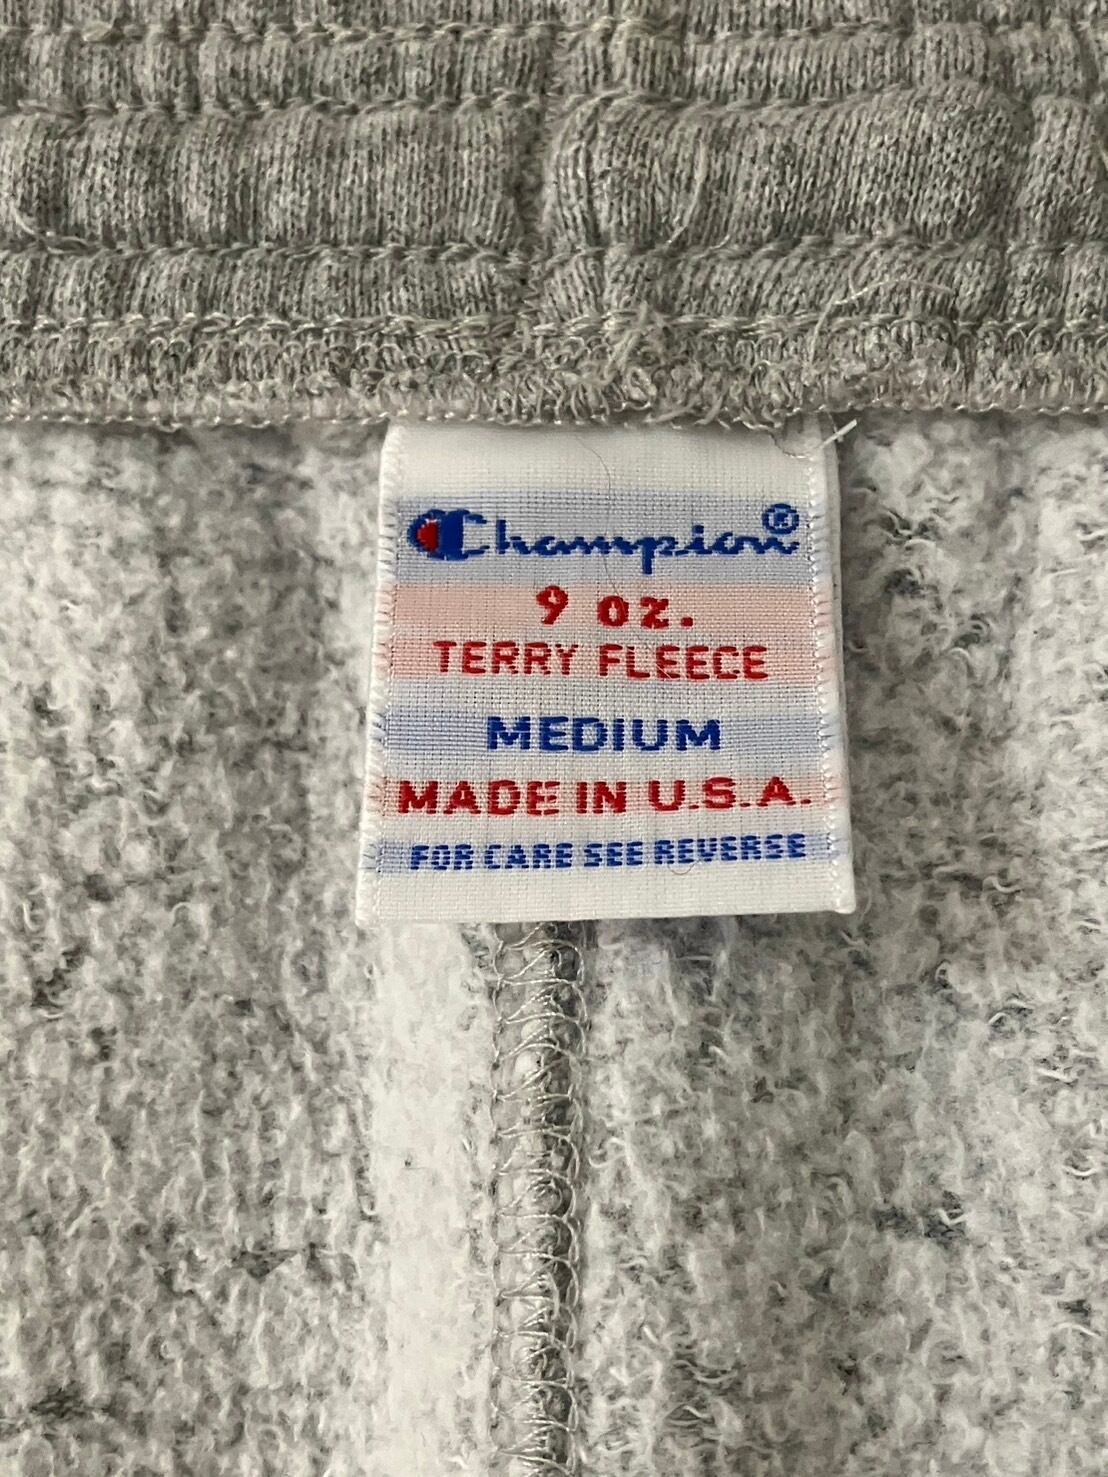 Champion®
9 oz.
TERRY FLEECE
MEDIUM
MADE IN U.S.A.
FOR CARE SEE REVERSE